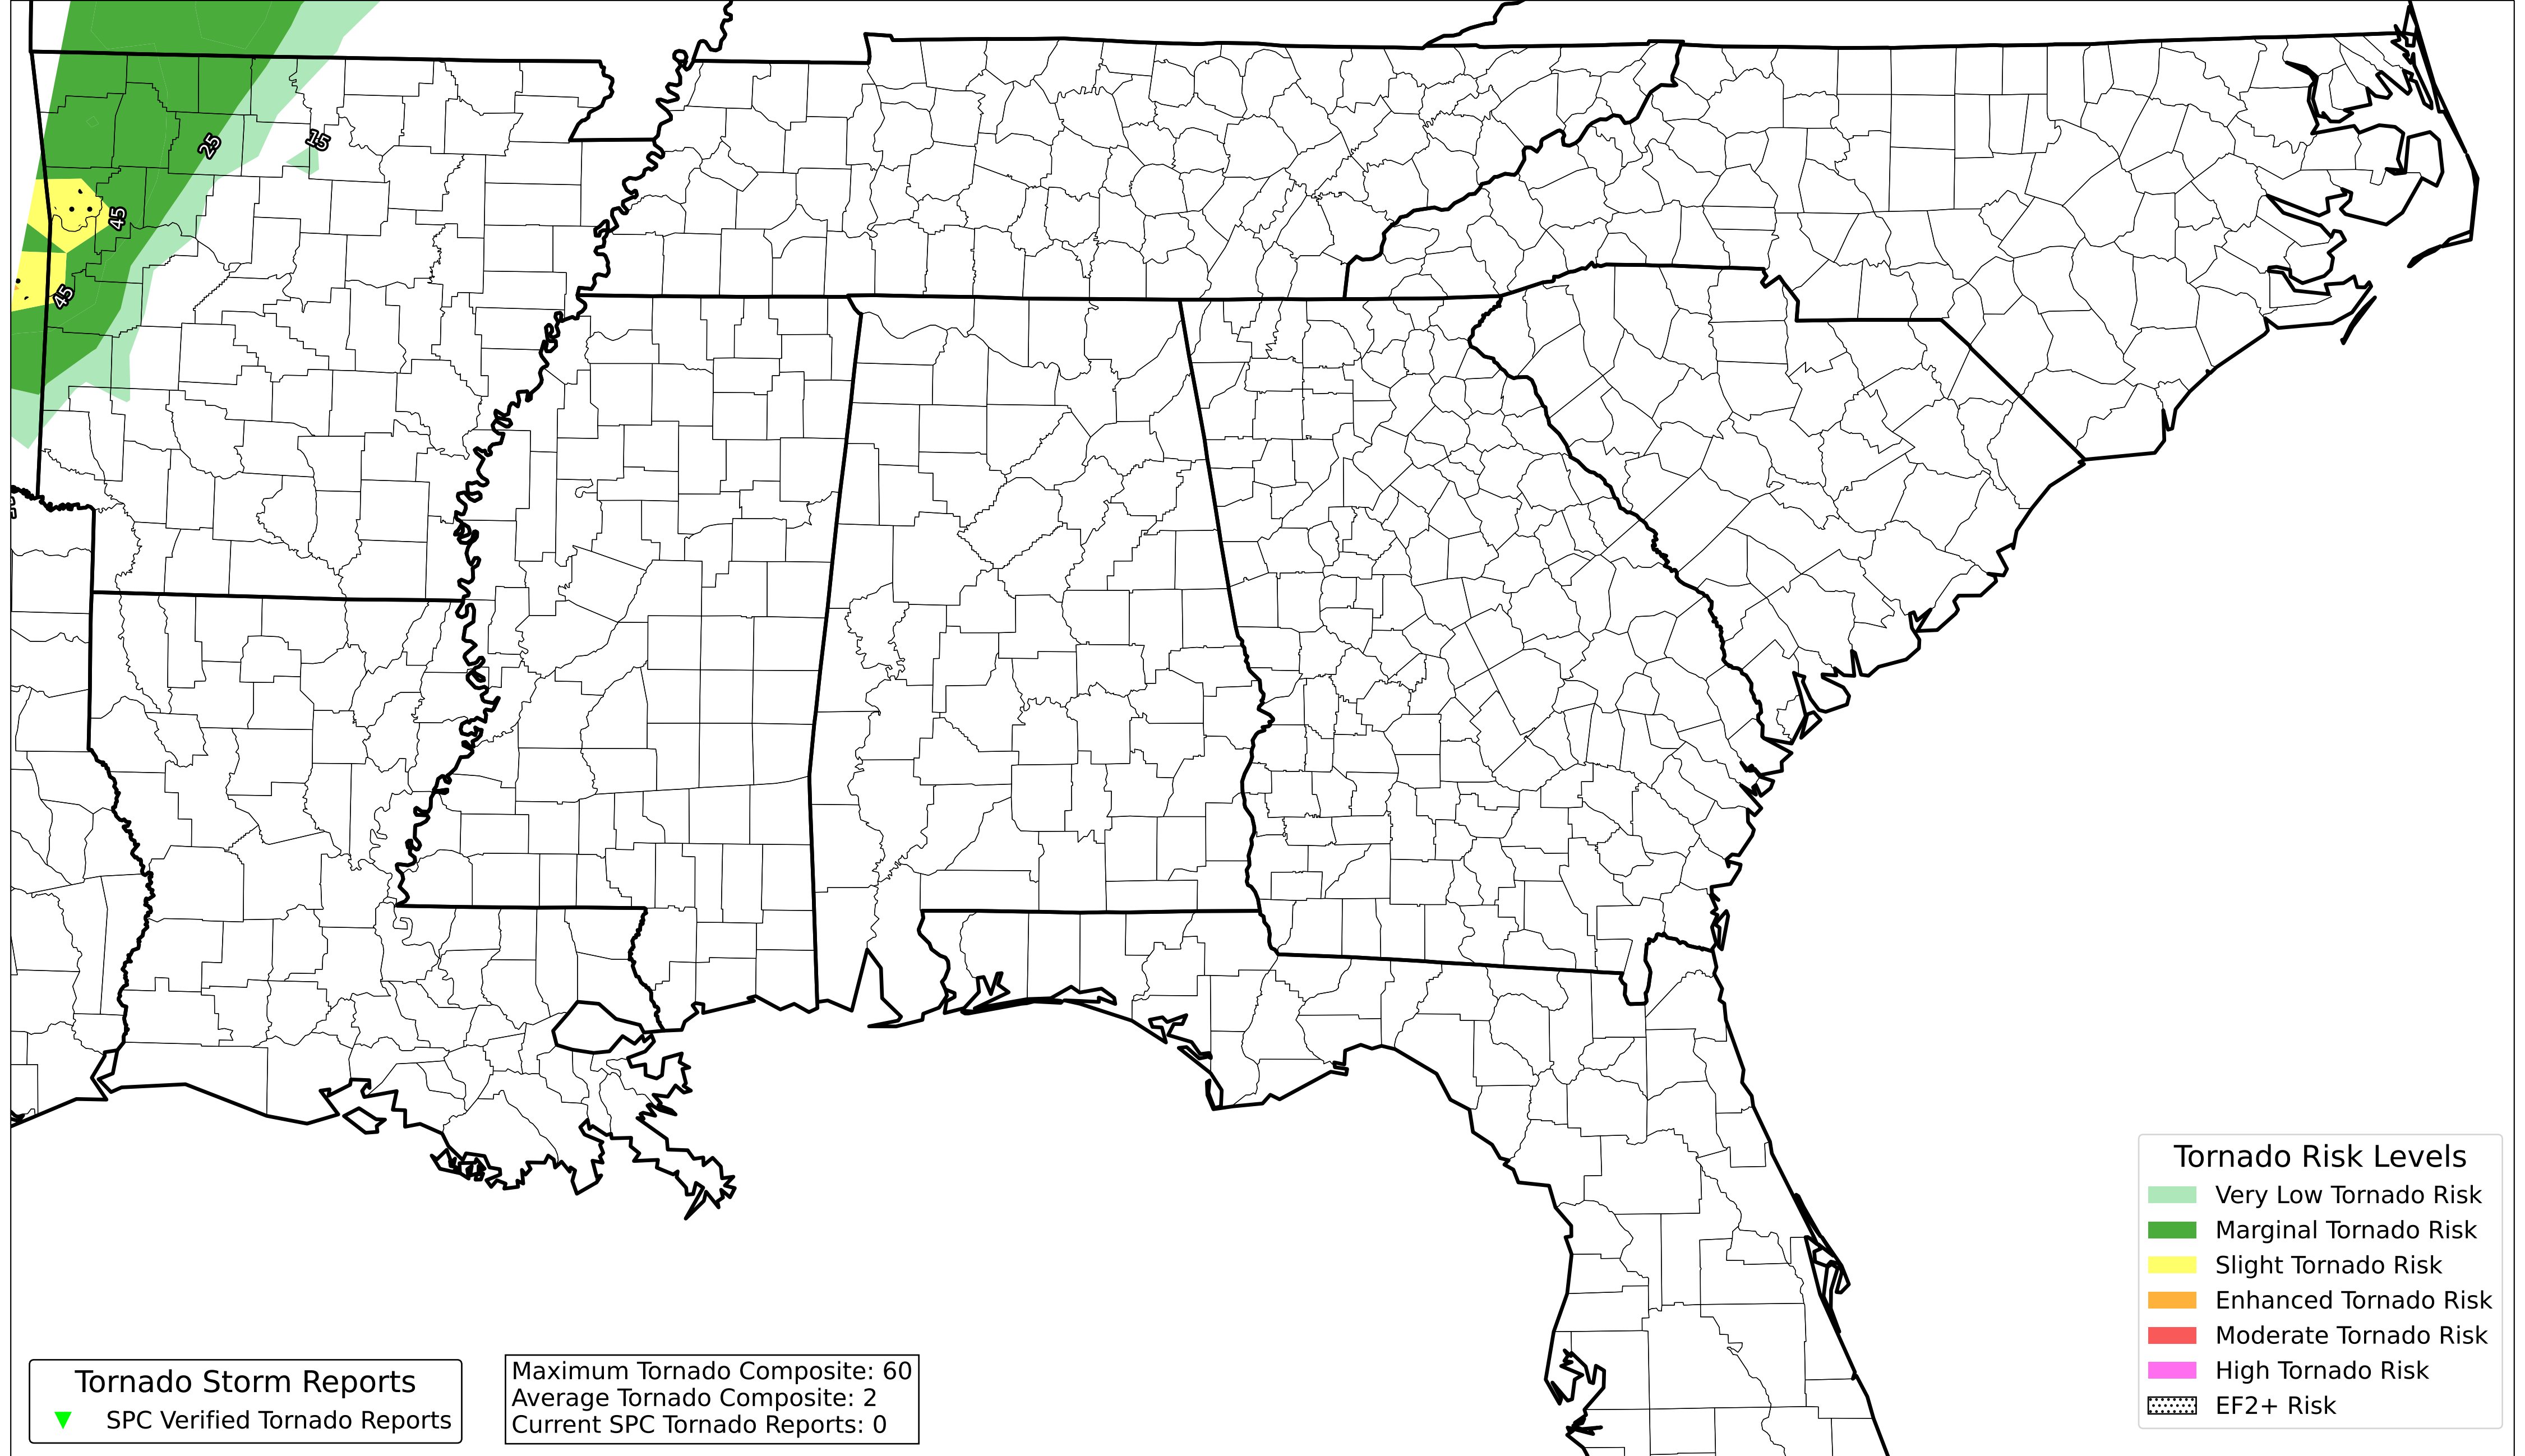 25
15
45
45
Tornado Risk Levels
Very Low Tornado Risk
Marginal Tornado Risk
Slight Tornado Risk
Enhanced Tornado Risk
Moderate Tornado Risk
High Tornado Risk
EF2+ Risk
Tornado Storm Reports
SPC Verified Tornado Reports
Maximum Tornado Composite: 60
Average Tornado Composite: 2
Current SPC Tornado Reports: 0